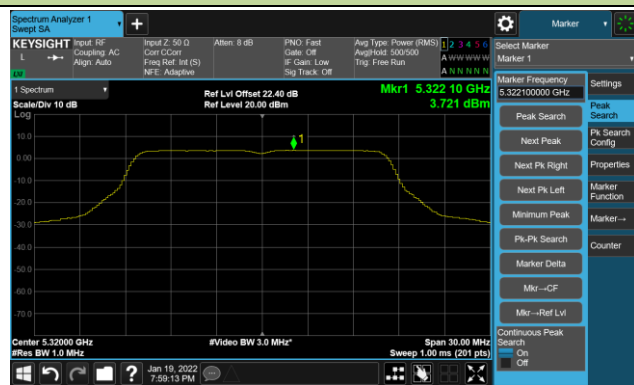 Spectrum Analyzer 1
Swept SA
+
Marker
KEYSIGHT
L
LM
Input: RF
Coupling: AC
Align: Auto
Input Z: 50 Ω
Corr CCorr
Freq Ref: Int (S)
NFE: Adaptive
Atten: 8 dB
PNO: Fast
Gate: Off
IF Gain: Low
Sig Track: Off
Avg Type: Power (RMS)
Avg|Hold: 500/500
Trig: Free Run
1 2 3 4 5 6
A W W W W W
A N N N N N
Select Marker
Marker 1
1 Spectrum
Scale/Div 10 dB
Log
Ref Lvl Offset 22.40 dB
Ref Level 20.00 dBm
Mkr1 5.322 10 GHz
3.721 dBm
1
10.0
0.00
-10.0
-20.0
-30.0
-40.0
-50.0
-60.0
-70.0
Center 5.32000 GHz
#Res BW 1.0 MHz
#Video BW 3.0 MHz*
Span 30.00 MHz
Sweep 1.00 ms (201 pts)
Marker Frequency
5.322100000 GHz
Peak Search
Next Peak
Next Pk Right
Next Pk Left
Minimum Peak
Pk-Pk Search
Marker Delta
Mkr→CF
Mkr→Ref Lvl
Continuous Peak
Search
On
Off
Settings
Peak
Search
Pk Search
Config
Properties
Marker
Function
Marker→
Counter
?
Jan 19, 2022
7:59:13 PM